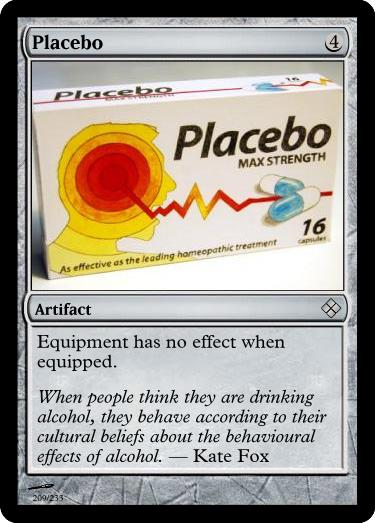 Placebo
4
Placebo
MAX STRENGTH
16
Placebo
MAX STRENGTH
16
capsules
As effective as the leading homeopathic treatment
Artifact
Equipment has no effect when
equipped.
When people think they are drinking
alcohol, they behave according to their
cultural beliefs about the behavioural
effects of alcohol. — Kate Fox
209/233